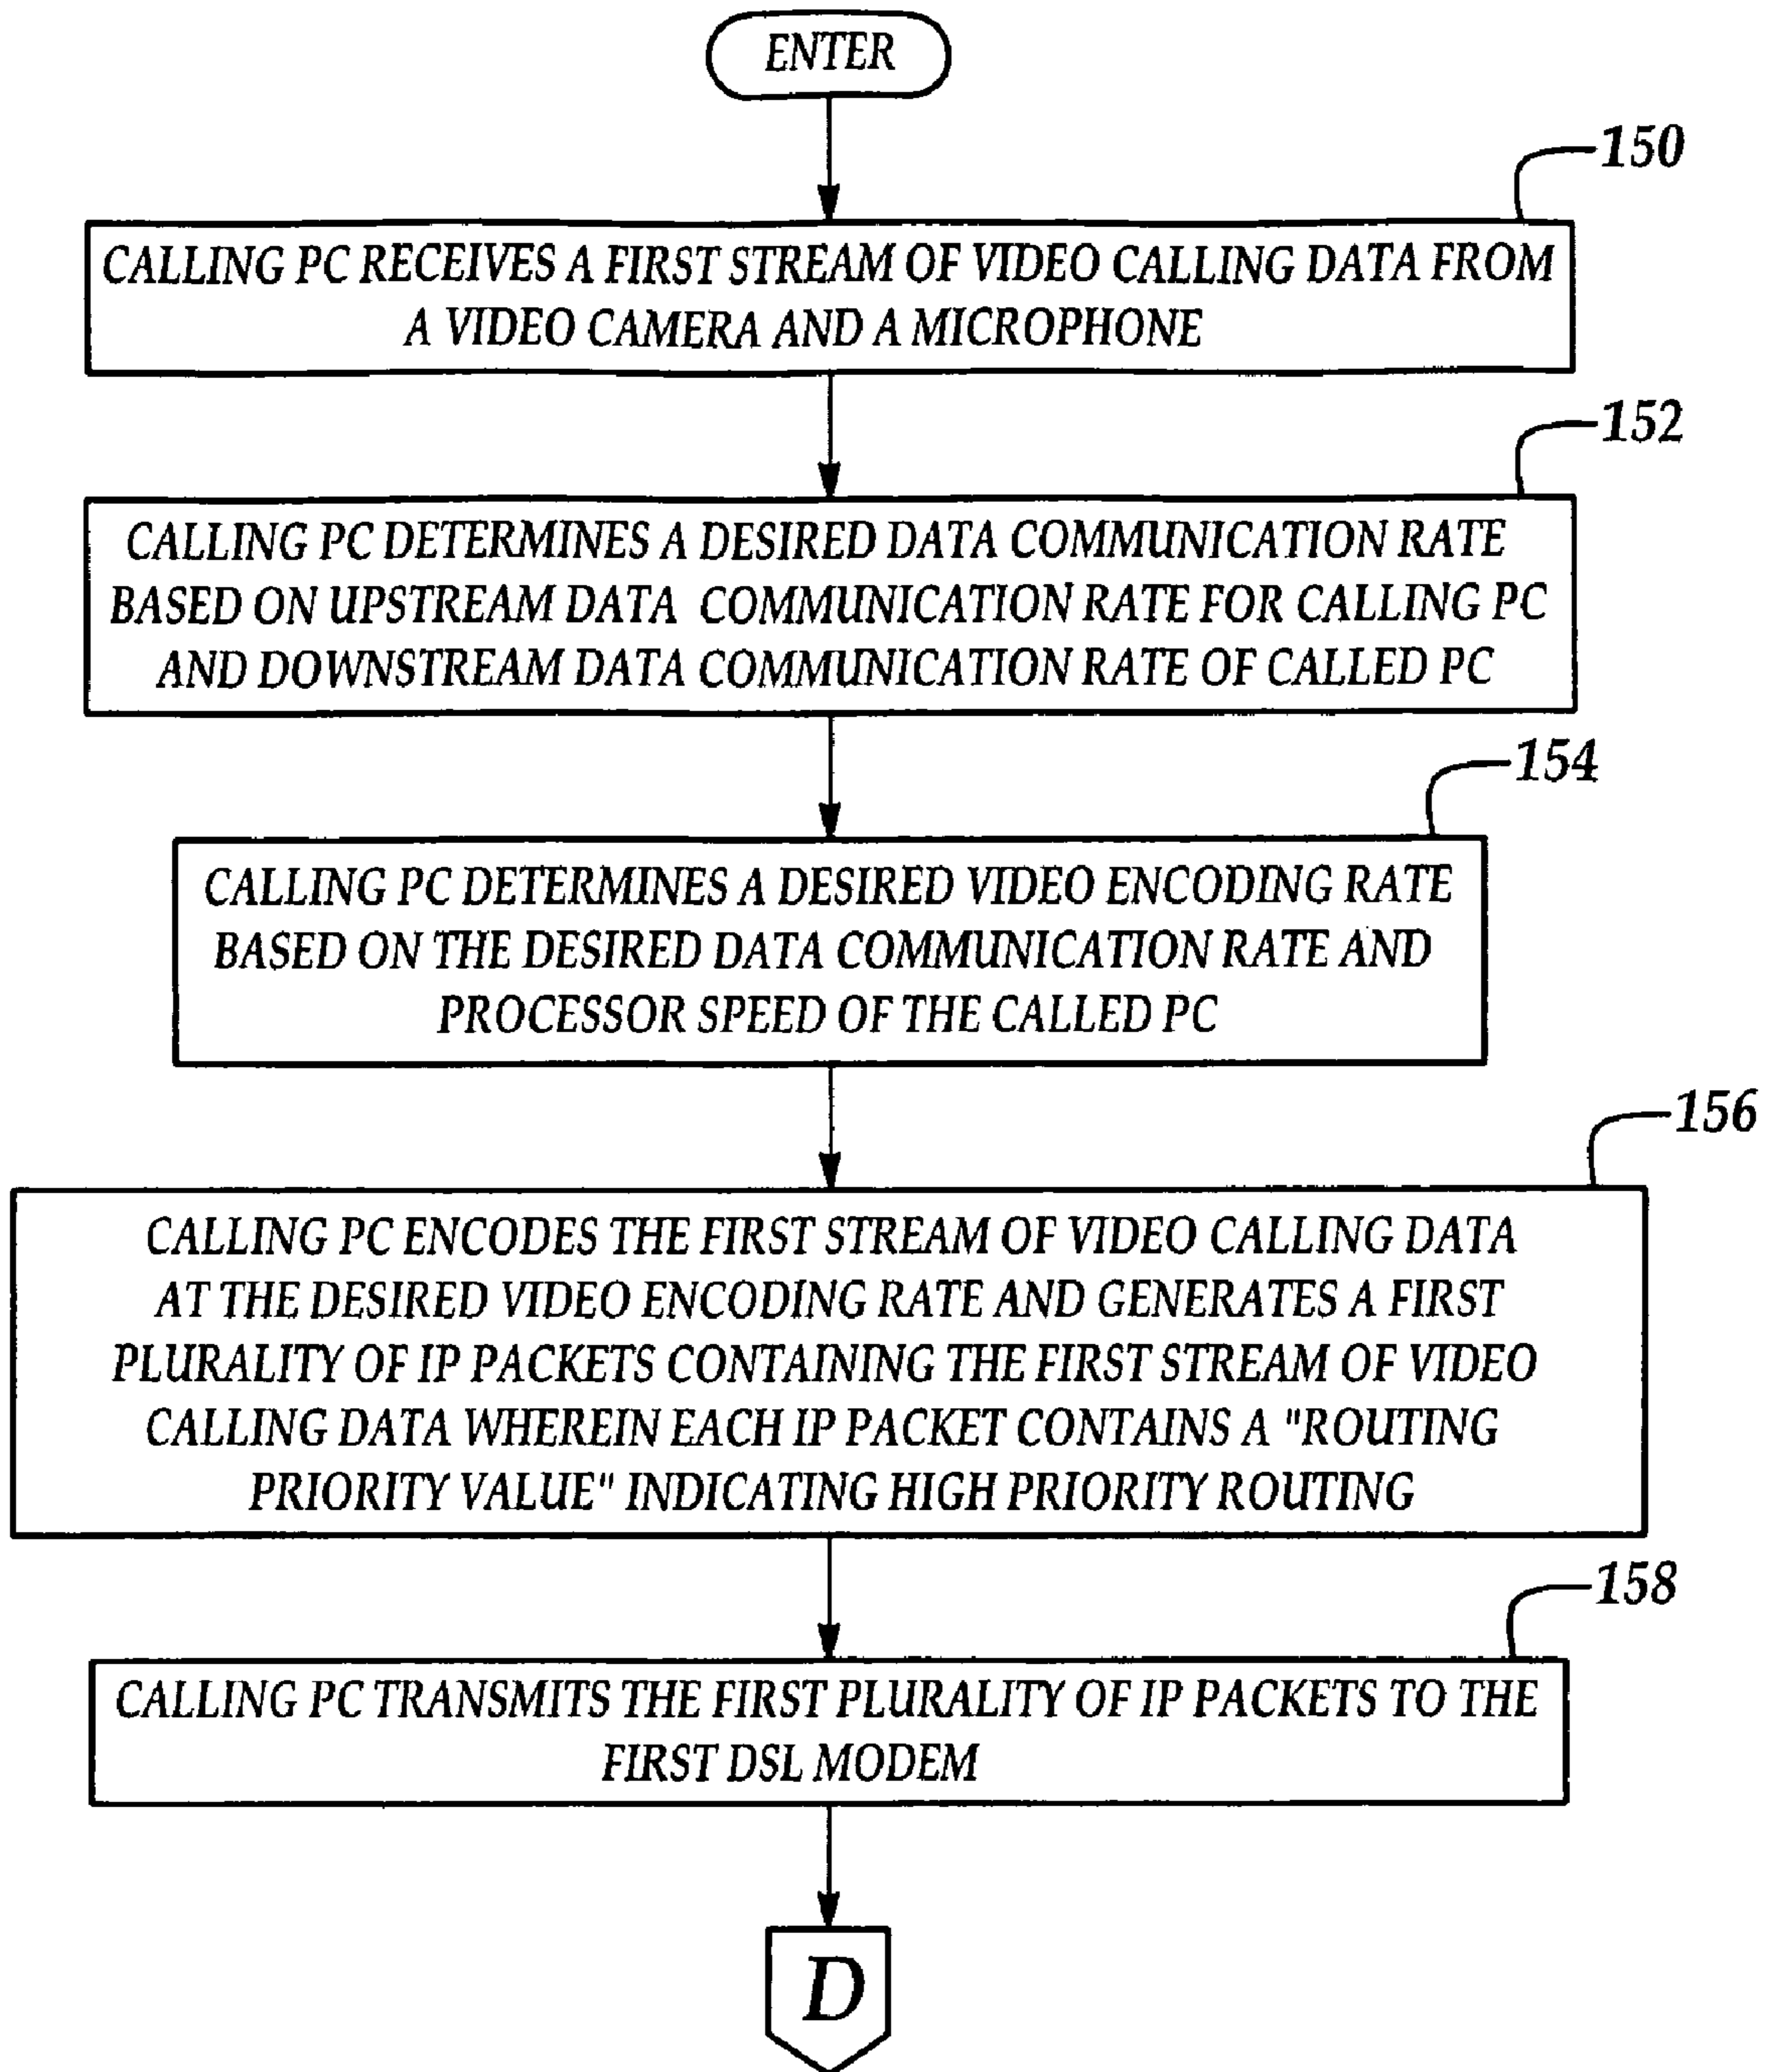 ENTER
150
CALLING PC RECEIVES A FIRST STREAM OF VIDEO CALLING DATA FROM
A VIDEO CAMERA AND A MICROPHONE
152
CALLING PC DETERMINES A DESIRED DATA COMMUNICATION RATE
BASED ON UPSTREAM DATA COMMUNICATION RATE FOR CALLING PC
AND DOWNSTREAM DATA COMMUNICATION RATE OF CALLED PC
154
CALLING PC DETERMINES A DESIRED VIDEO ENCODING RATE
BASED ON THE DESIRED DATA COMMUNICATION RATE AND
PROCESSOR SPEED OF THE CALLED PC
156
CALLING PC ENCODES THE FIRST STREAM OF VIDEO CALLING DATA
AT THE DESIRED VIDEO ENCODING RATE AND GENERATES A FIRST
PLURALITY OF IP PACKETS CONTAINING THE FIRST STREAM OF VIDEO
CALLING DATA WHEREIN EACH IP PACKET CONTAINS A "ROUTING
PRIORITY VALUE" INDICATING HIGH PRIORITY ROUTING
158
CALLING PC TRANSMITS THE FIRST PLURALITY OF IP PACKETS TO THE
FIRST DSL MODEM
D